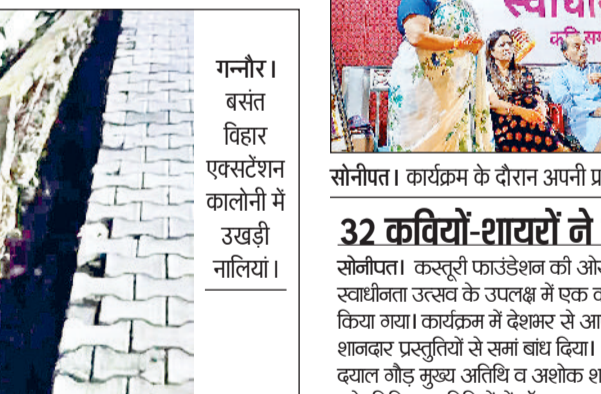 गन्नौर।
बसंत
विहार
एक्सटेंशन
कालोनी में
उखड़ी
नालियां।
सोनीपत। कार्यक्रम के दौरान अपनी
32 कवियों-शायरों ने
सोनीपत। कस्तूरी फाउंडेशन की
स्वाधीनता उत्सव के उपलक्ष में एक
किया गया। कार्यक्रम में देशभर से
शानदार प्रस्तुतियों से समां बांध दिया।
दयाल गौड़ मुख्य अतिथि व अशोक